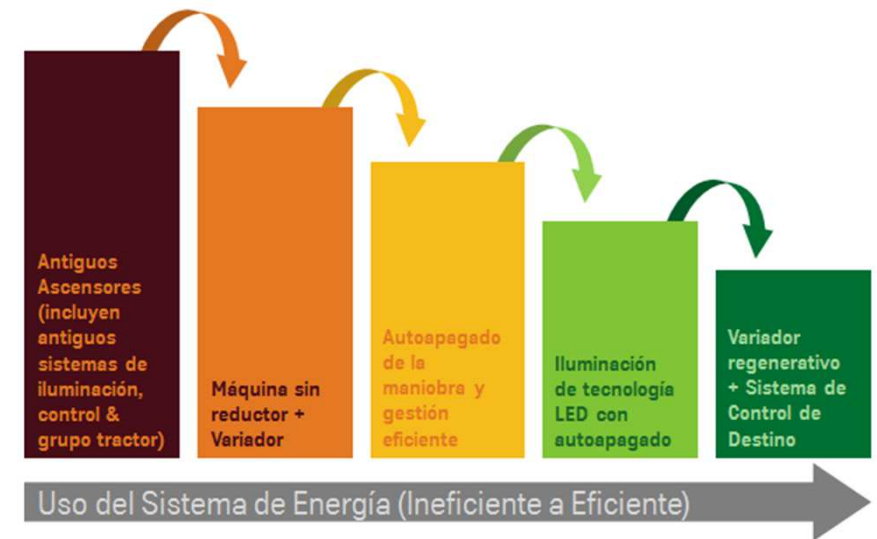 Antiguos
Ascensores
(incluyen
antiguos
sistemas de
iluminación,
control &
grupo tractor)
Máquina sin
reductor +
Variador
Autoapagado
de la
maniobra y
gestión
eficiente
Iluminación
de tecnología
LED con
autoapagado
Variador
regenerativo
+ Sistema de
Control de
Destino
Uso del Sistema de Energía (Ineficiente a Eficiente)